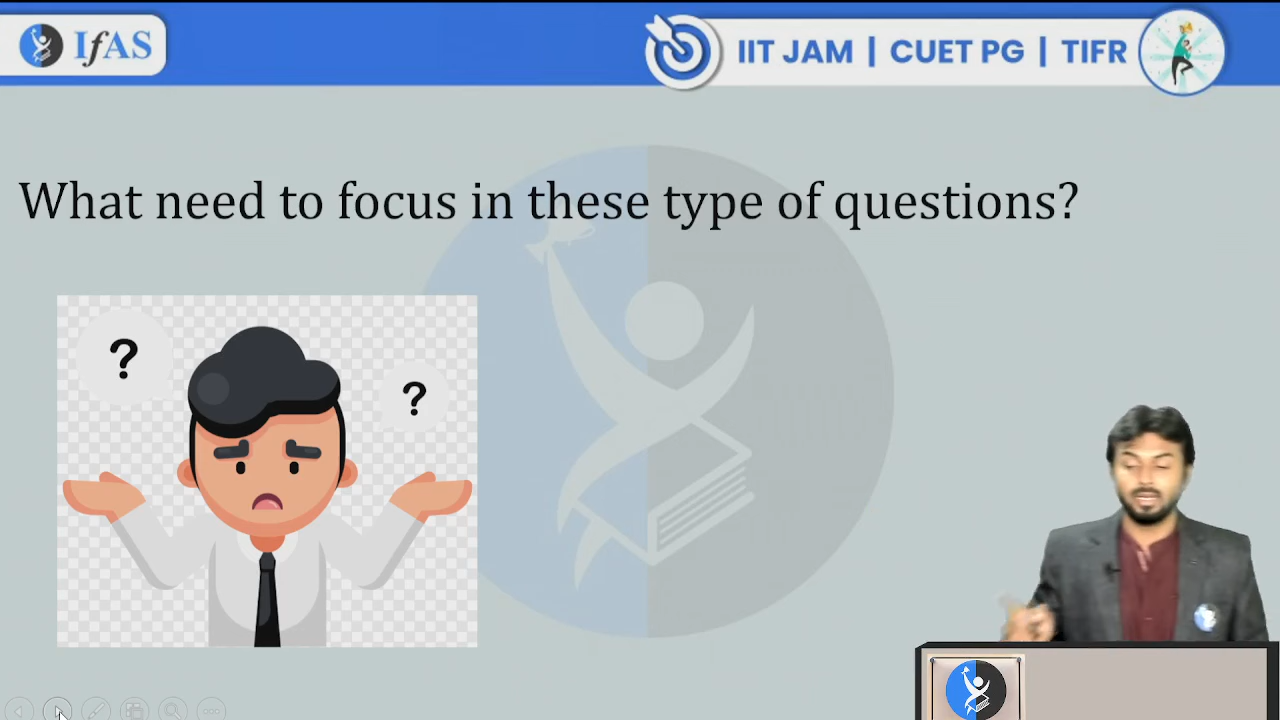 IfAS
IIT JAM | CUET PG | TIFR
What need to focus in these type of questions?
?
?